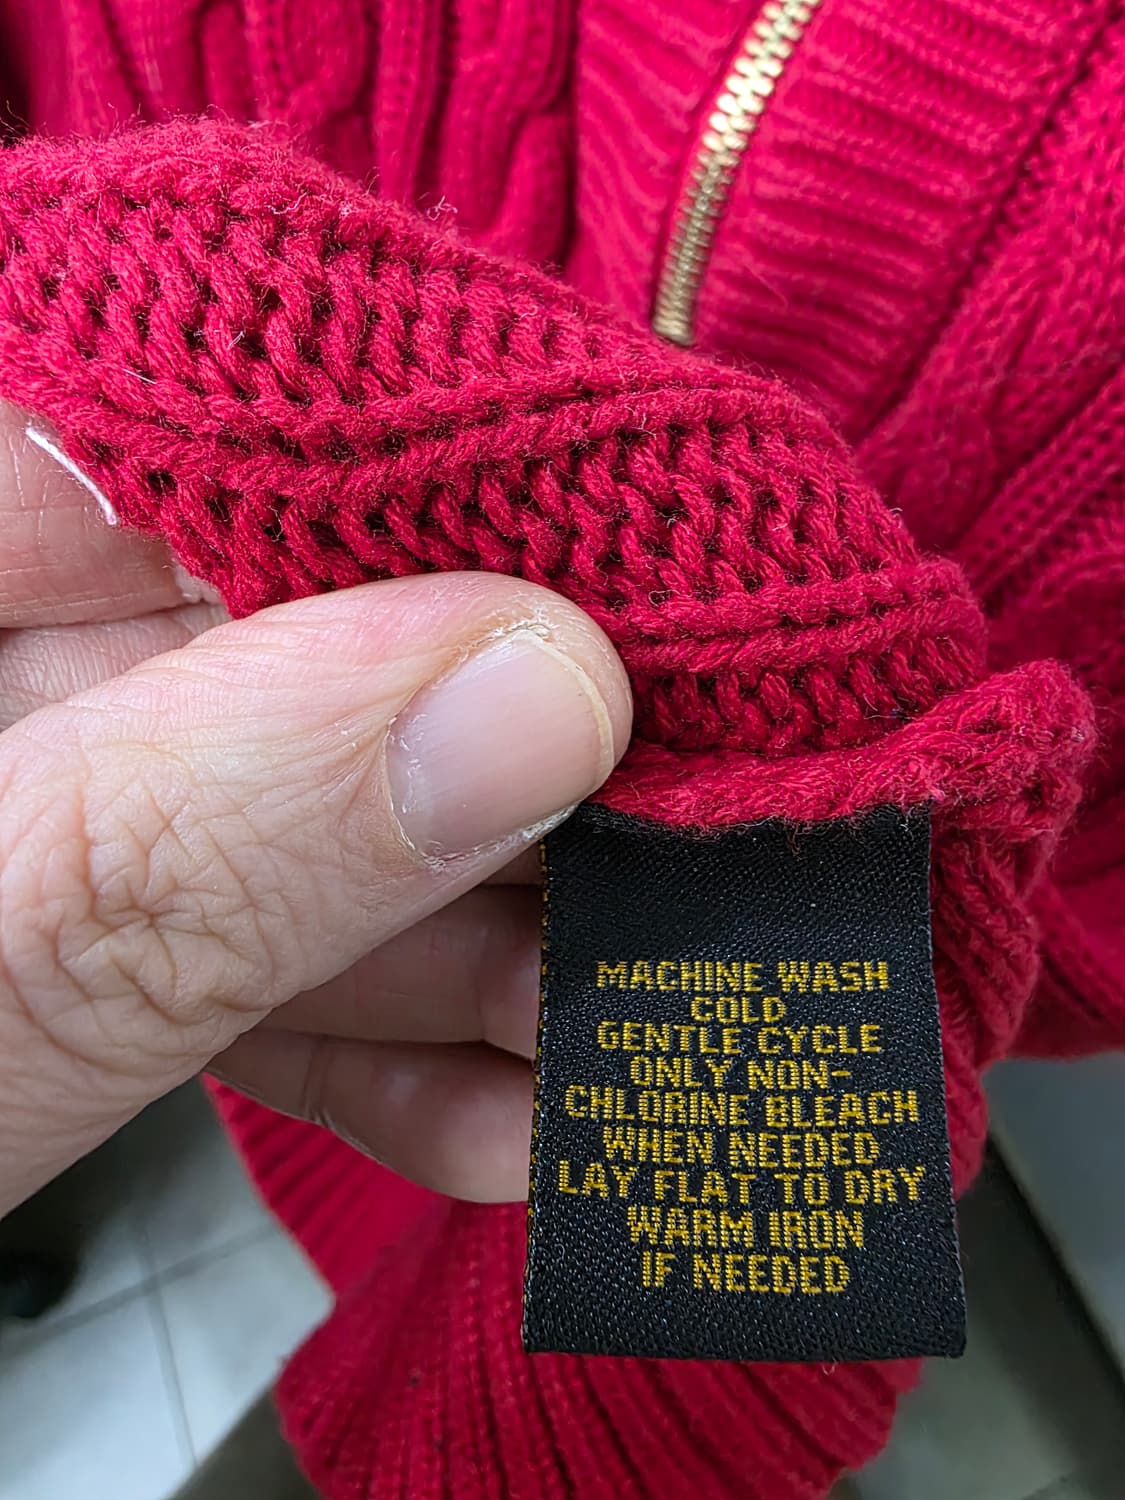 MACHINE WASH
COLD
GENTLE CYCLE
ONLY NON-
CHLORINE BLEACH
WHEN NEEDED
LAY FLAT TO DRY
WARM IRON
IF NEEDED